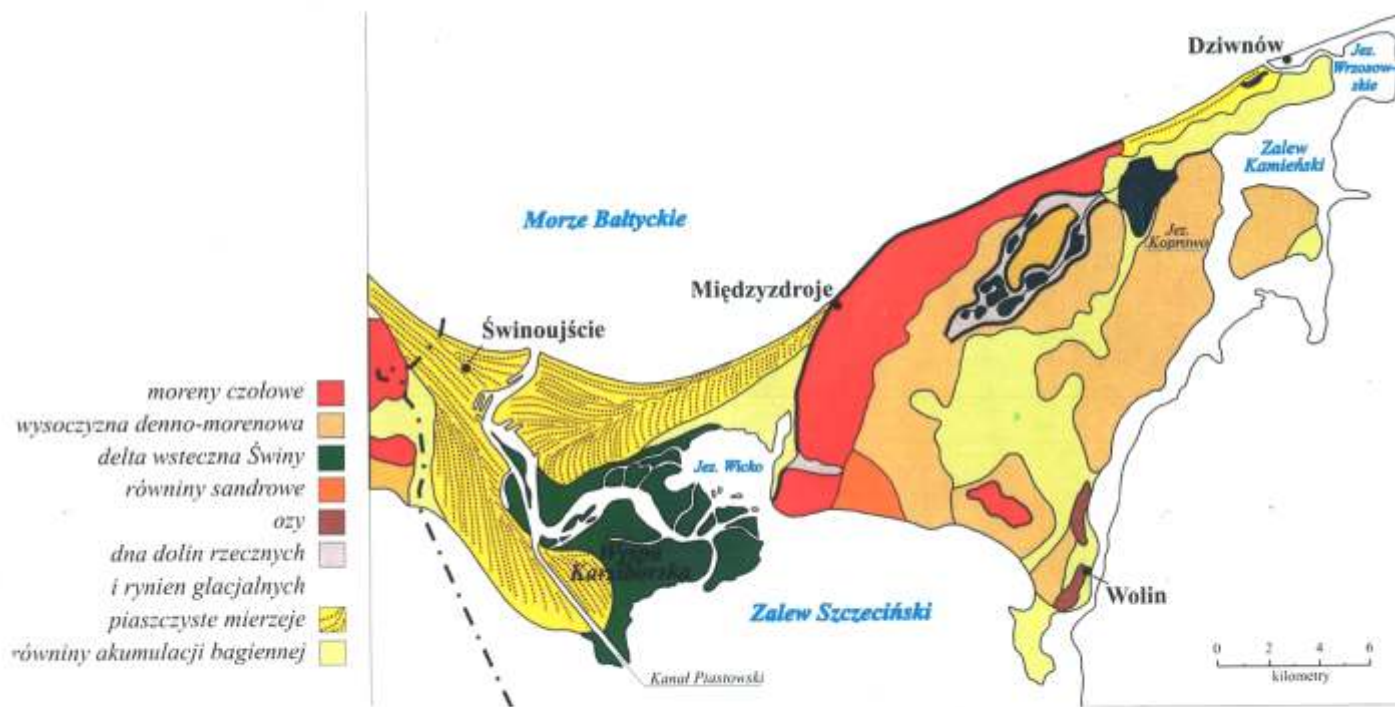 Dziwnów
Jez.
Wrzosow-
skie
Zalew
Kamieński
Morze Bałtyckie
Jez.
Koprowo
Międzyzdroje
Świnoujście
moreny czołowe
wysoczyzna denno-morenowa
delta wsteczna Świny
równiny sandrowe
ozy
dna dolin rzecznych
i rynien glacjalnych
piaszczyste mierzeje
równiny akumulacji bagiennej
Jez. Wicko
Wyspa
Karsiborska
Zalew Szczeciński
Wolin
Kanał Piastowski
0 2 4 6
kilometry